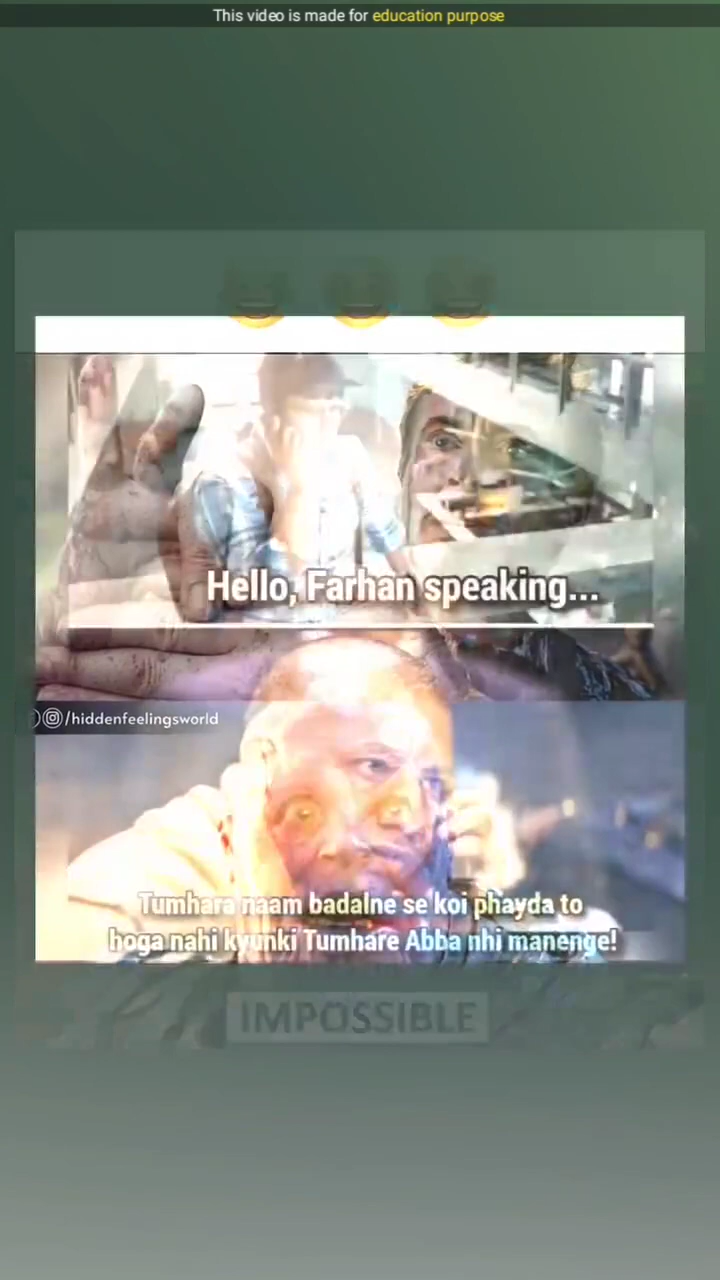 This video is made for education purpose
Hello, Farhan speaking...
/hiddenfeelingsworld
Tumhara naam badalne se koi phayda to
hoga nahi kyunki Tumhare Abba nhi manenge!
IMPOSSIBLE